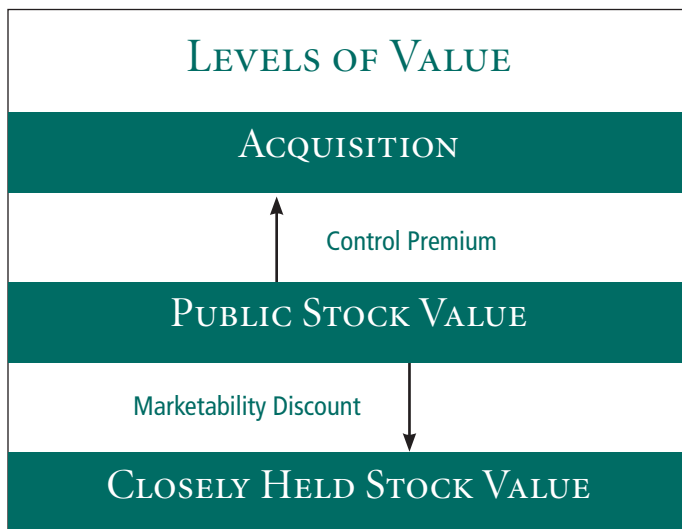 Levels of Value
Acquisition
Control Premium
Public Stock Value
Marketability Discount
Closely Held Stock Value